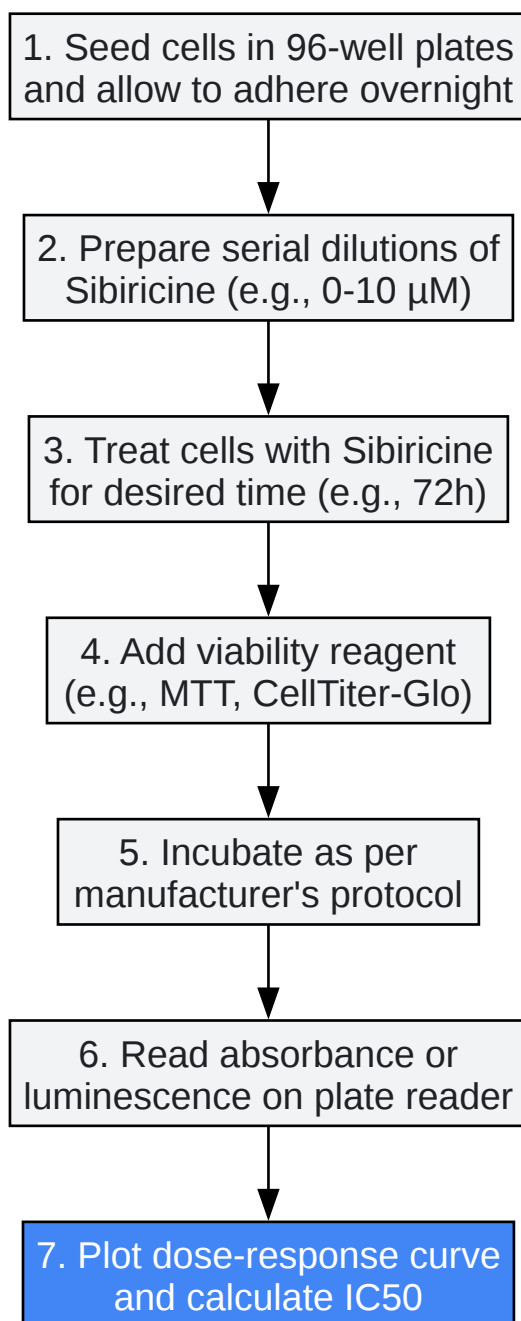 1. Seed cells in 96-well plates
and allow to adhere overnight
2. Prepare serial dilutions of
Sibiricine (e.g., 0-10 µM)
3. Treat cells with Sibiricine
for desired time (e.g., 72h)
4. Add viability reagent
(e.g., MTT, CellTiter-Glo)
5. Incubate as per
manufacturer's protocol
6. Read absorbance or
luminescence on plate reader
7. Plot dose-response curve
and calculate IC50